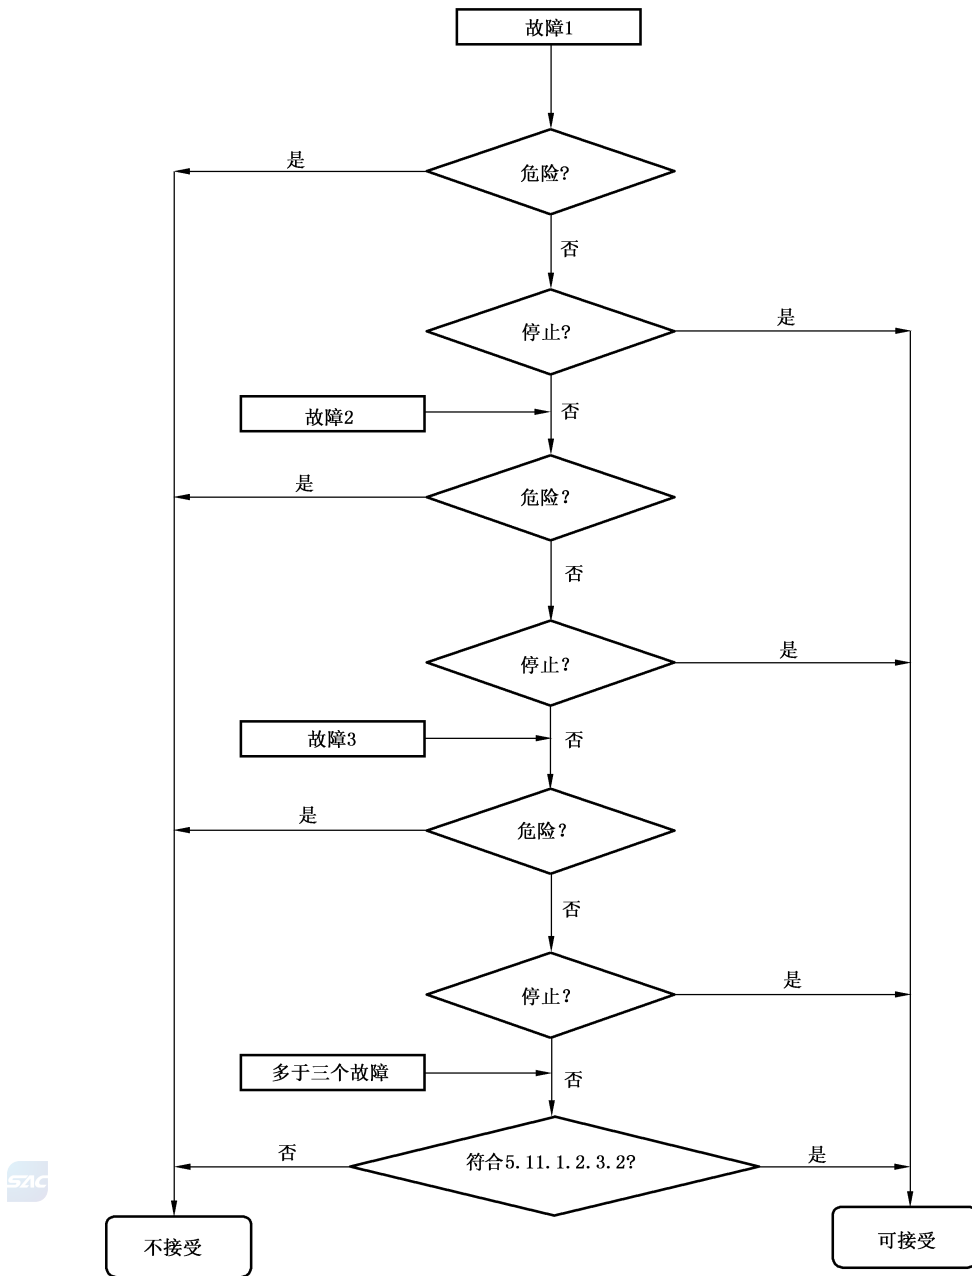 故障1
危险?
是
否
停止?
是
故障2
否
危险?
是
否
停止?
是
故障3
否
危险?
是
否
停止?
是
多于三个故障
否
符合5.11.1.2.3.2?
否
是
不接受
可接受
SAC